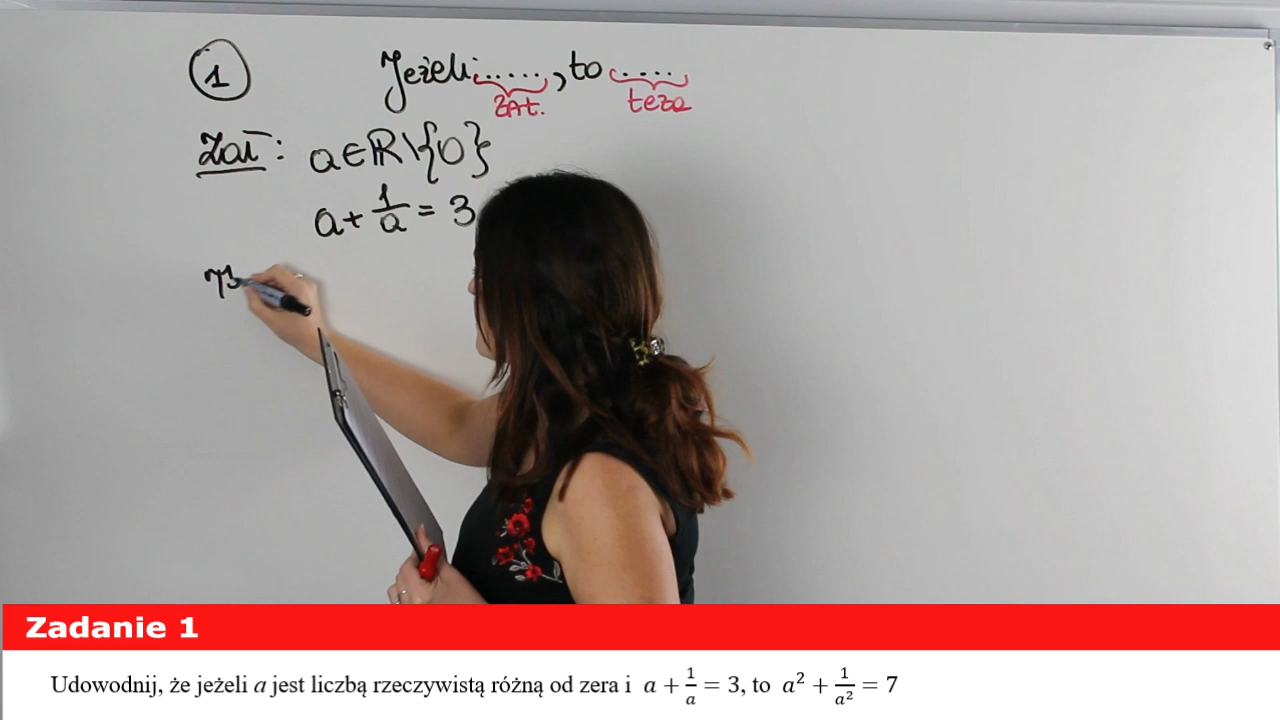 1 Jeżeli ....., to .....
zał. teza
Zał: a∈ℝ\{0}
a + 1/a = 3
Zadanie 1
Udowodnij, że jeżeli a jest liczbą rzeczywistą różną od zera i a + 1/a = 3, to a² + 1/a² = 7